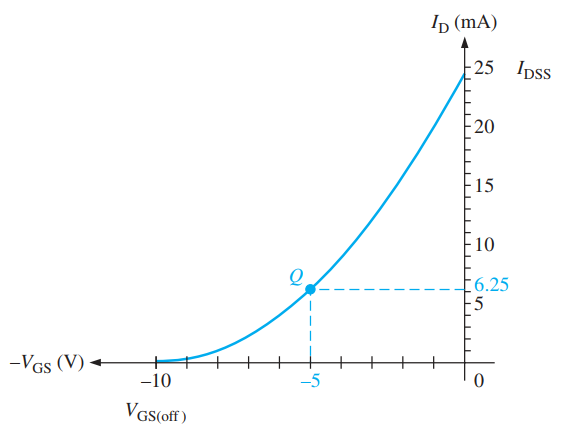 I_D (mA)
25 I_DSS
20
15
10
Q
6.25
5
–V_GS (V)
–10 –5 0
V_GS(off)